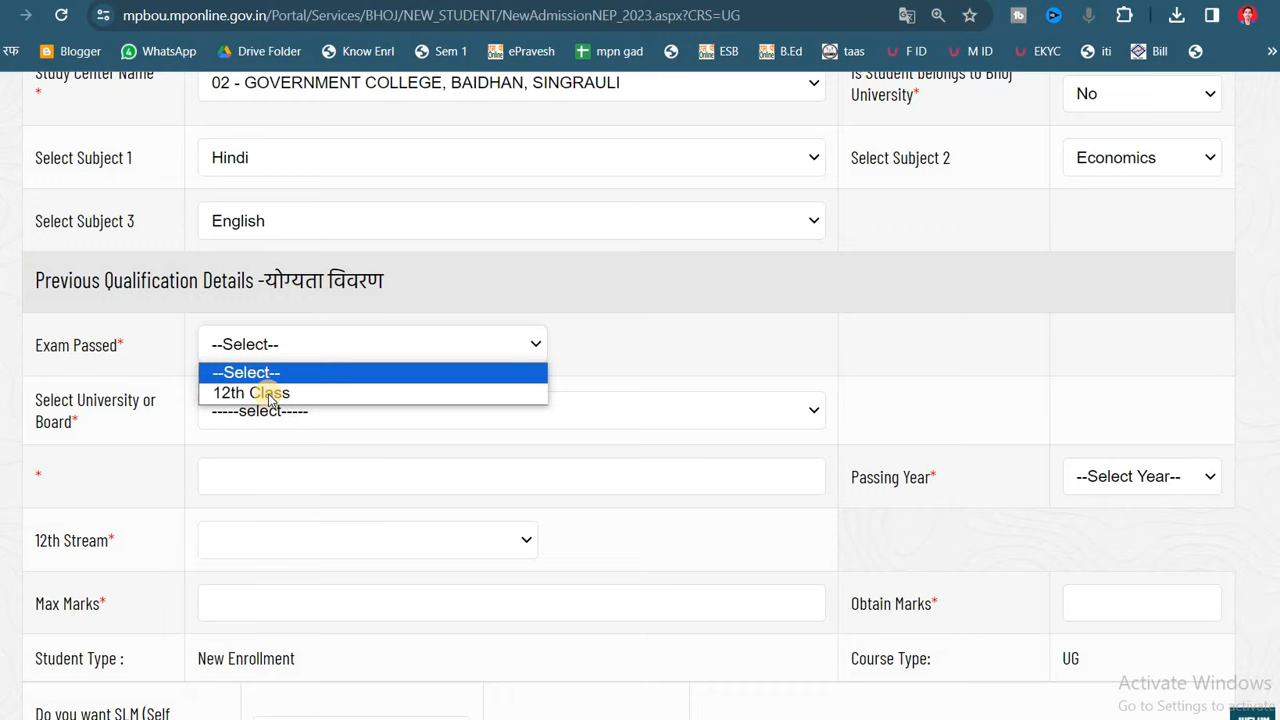 mpbou.mponline.gov.in/Portal/Services/BHOJ/NEW_STUDENT/NewAdmissionNEP_2023.aspx?CRS=UG
रफ Blogger WhatsApp Drive Folder Know Enrl Sem 1 ePravesh mpn gad ESB B.Ed taas F ID M ID EKYC iti Bill »
Study Center Name * 02 - GOVERNMENT COLLEGE, BAIDHAN, SINGRAULI Is Student belongs to Bhoj University* No
Select Subject 1 Hindi Select Subject 2 Economics
Select Subject 3 English
Previous Qualification Details -योग्यता विवरण
Exam Passed* --Select--
--Select--
12th Class
Select University or Board* -----select-----
* Passing Year* --Select Year--
12th Stream*
Max Marks* Obtain Marks*
Student Type : New Enrollment Course Type: UG
Activate Windows
Go to Settings to activate
Do you want SLM (Self